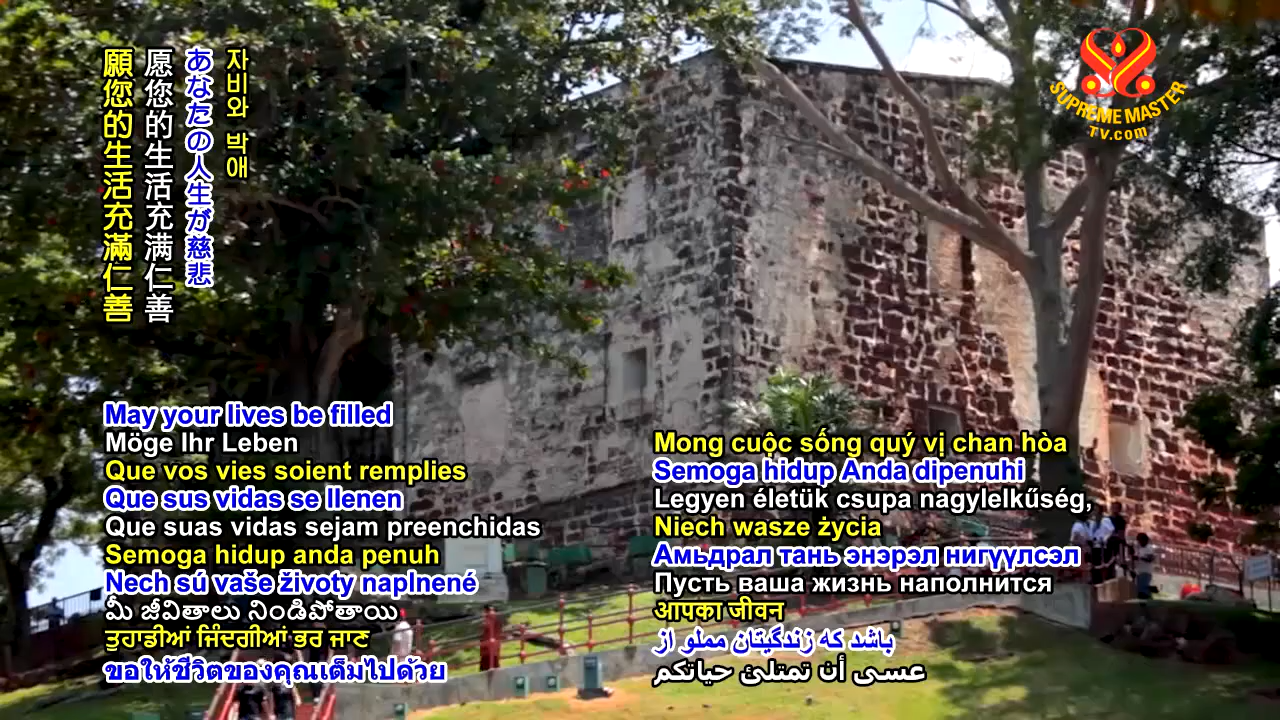 願您的生活充滿仁善
愿您的生活充满仁善
あなたの人生が慈悲
자비와 박애
SUPREME MASTER
TV.com
May your lives be filled
Möge Ihr Leben
Que vos vies soient remplies
Que sus vidas se llenen
Que suas vidas sejam preenchidas
Semoga hidup anda penuh
Nech sú vaše životy naplnené
మీ జీవితాలు నిండిపోతాయి
ਤੁਹਾਡੀਆਂ ਜਿੰਦਗੀਆਂ ਭਰ ਜਾਣ
ขอให้ชีวิตของคุณเต็มไปด้วย
Mong cuộc sống quý vị chan hòa
Semoga hidup Anda dipenuhi
Legyen életük csupa nagylelkűség,
Niech wasze życia
Амьдрал тань энэрэл нигүүлсэл
Пусть ваша жизнь наполнится
आपका जीवन
باشد که زندگیتان مملو از
عسى أن تمتلئ حياتكم